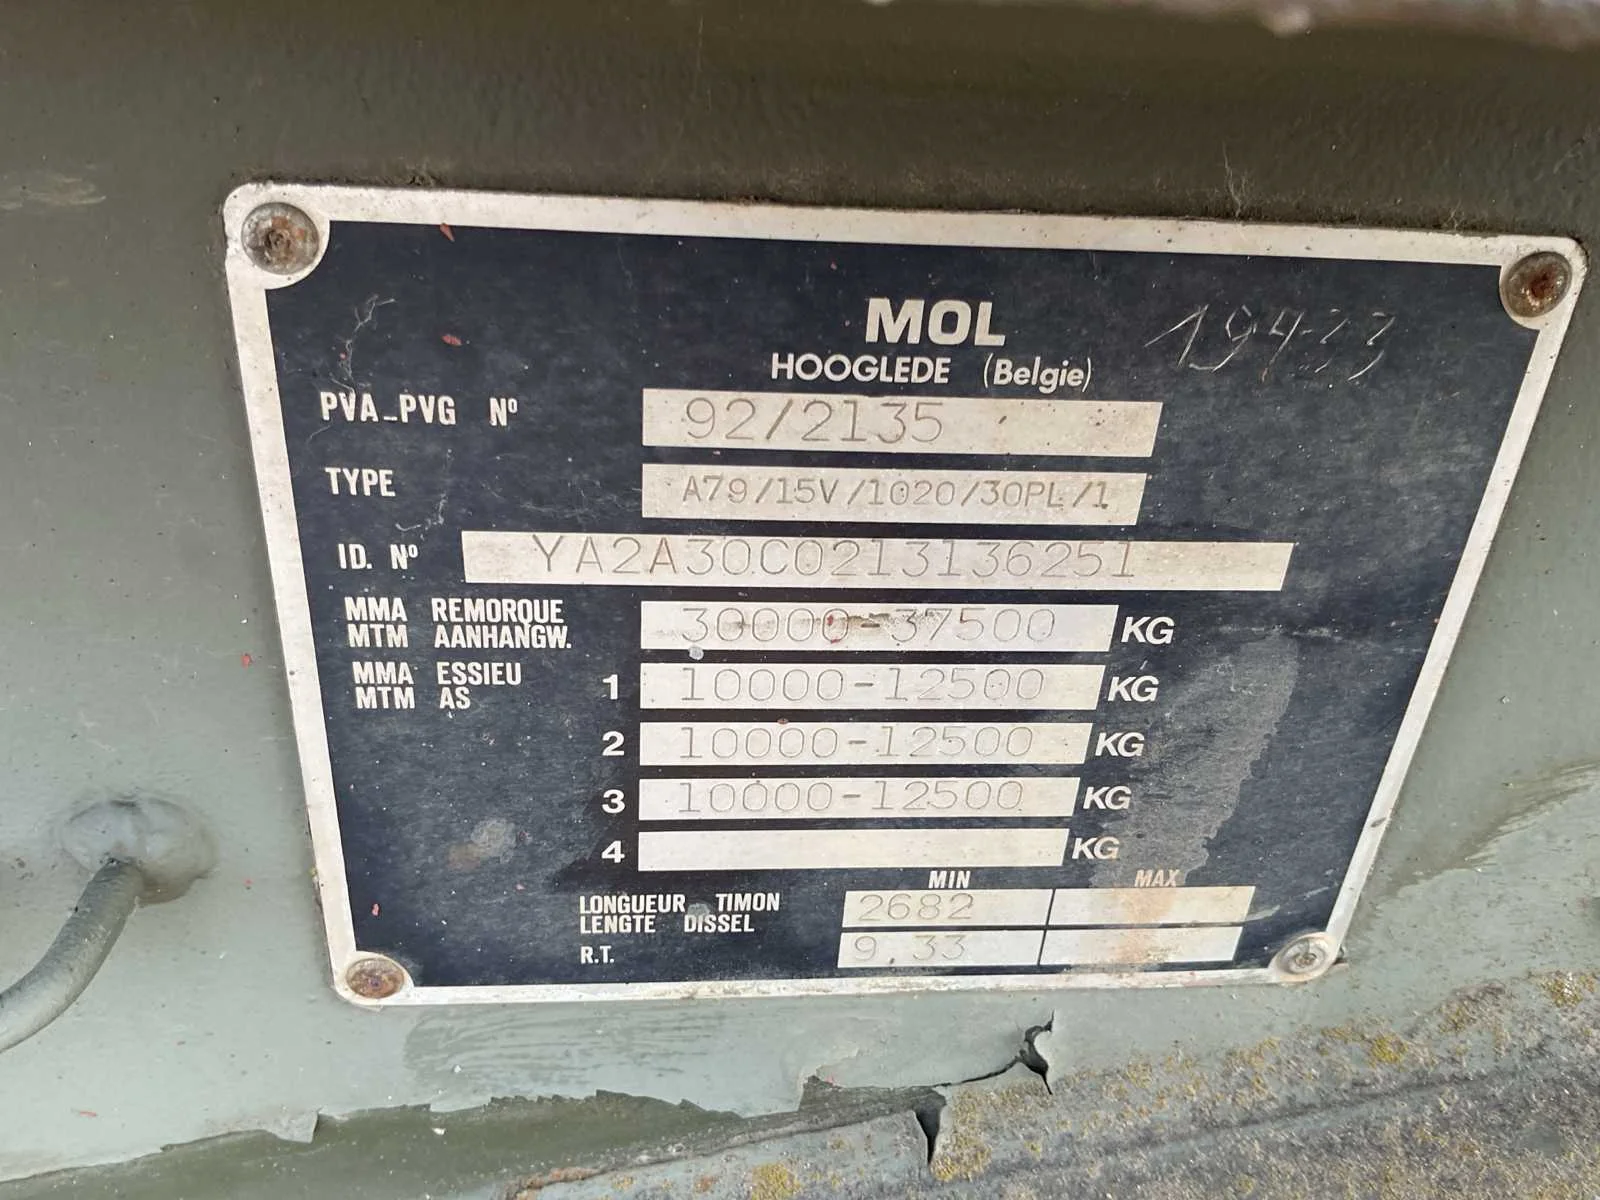 MOL
HOOGLEDE (Belgie)
PVA_PVG Nº 92/2135
TYPE A79/15V/1020/30PL/1
ID. Nº YA2A30C0213136251
MMA REMORQUE
MTM AANHANGW. 30000-37500 KG
MMA ESSIEU
MTM AS
1 10000-12500 KG
2 10000-12500 KG
3 10000-12500 KG
4 KG
MIN MAX
LONGUEUR TIMON
LENGTE DISSEL 2682
R.T. 9.33